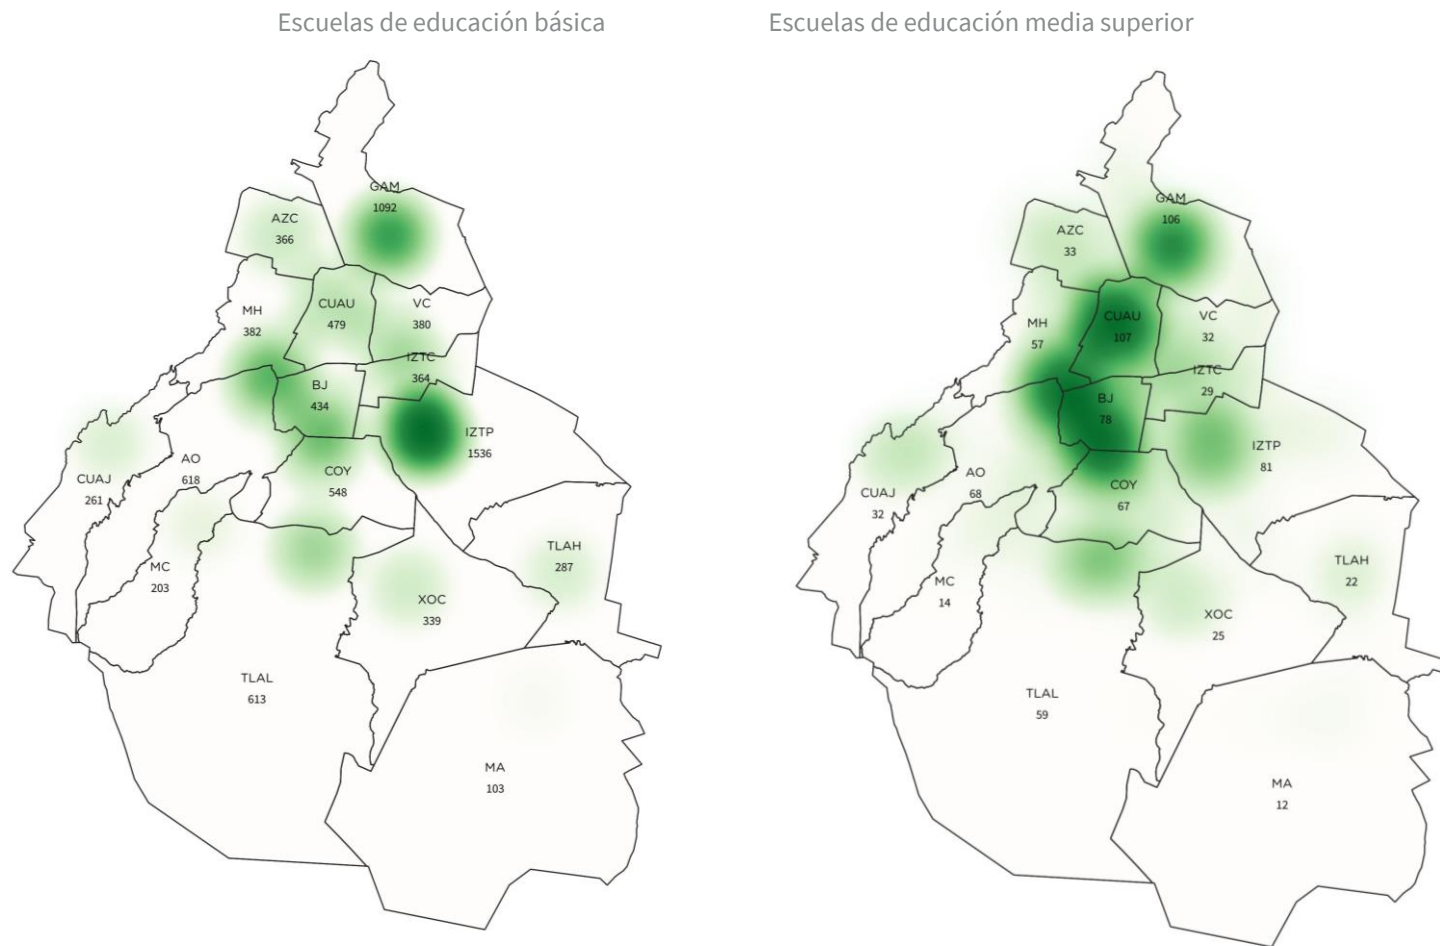 Escuelas de educación básica
GAM
1092
AZC
366
CUAU
479
VC
380
MH
382
IZTC
364
BJ
434
IZTP
1536
AO
618
COY
548
CUAJ
261
TLAH
287
MC
203
XOC
339
TLAL
613
MA
103
Escuelas de educación media superior
GAM
106
AZC
33
CUAU
107
VC
32
MH
57
IZTC
29
BJ
78
IZTP
81
AO
68
COY
67
CUAJ
32
TLAH
22
MC
14
XOC
25
TLAL
59
MA
12